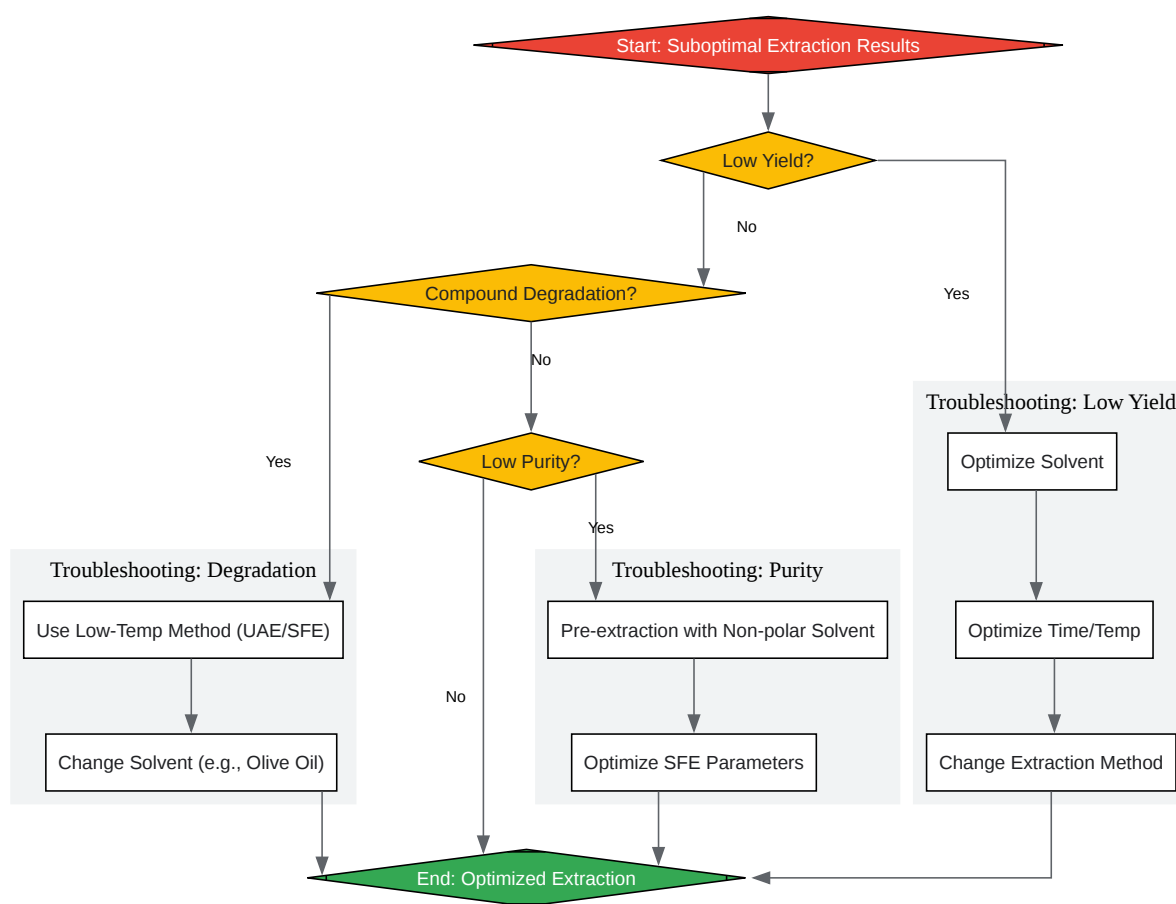 Start: Suboptimal Extraction Results
Low Yield?
No
Compound Degradation?
Yes
No
Troubleshooting: Low Yield
Low Purity?
Optimize Solvent
Yes
Yes
Troubleshooting: Degradation
Troubleshooting: Purity
Use Low-Temp Method (UAE/SFE)
Pre-extraction with Non-polar Solvent
Optimize Time/Temp
No
Change Solvent (e.g., Olive Oil)
Optimize SFE Parameters
Change Extraction Method
End: Optimized Extraction